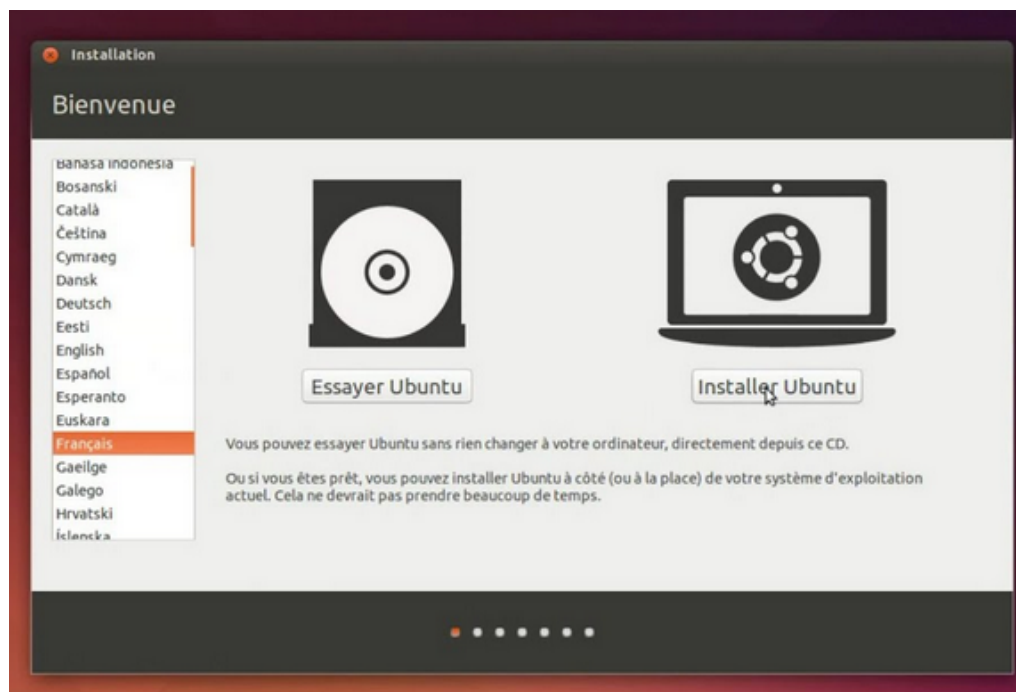 Installation
Bienvenue
Bahasa Indonesia
Bosanski
Català
Čeština
Cymraeg
Dansk
Deutsch
Eesti
English
Español
Esperanto
Euskara
Français
Gaeilge
Galego
Hrvatski
Íslenska
Essayer Ubuntu
Installer Ubuntu
Vous pouvez essayer Ubuntu sans rien changer à votre ordinateur, directement depuis ce CD.
Ou si vous êtes prêt, vous pouvez installer Ubuntu à côté (ou à la place) de votre système d'exploitation
actuel. Cela ne devrait pas prendre beaucoup de temps.